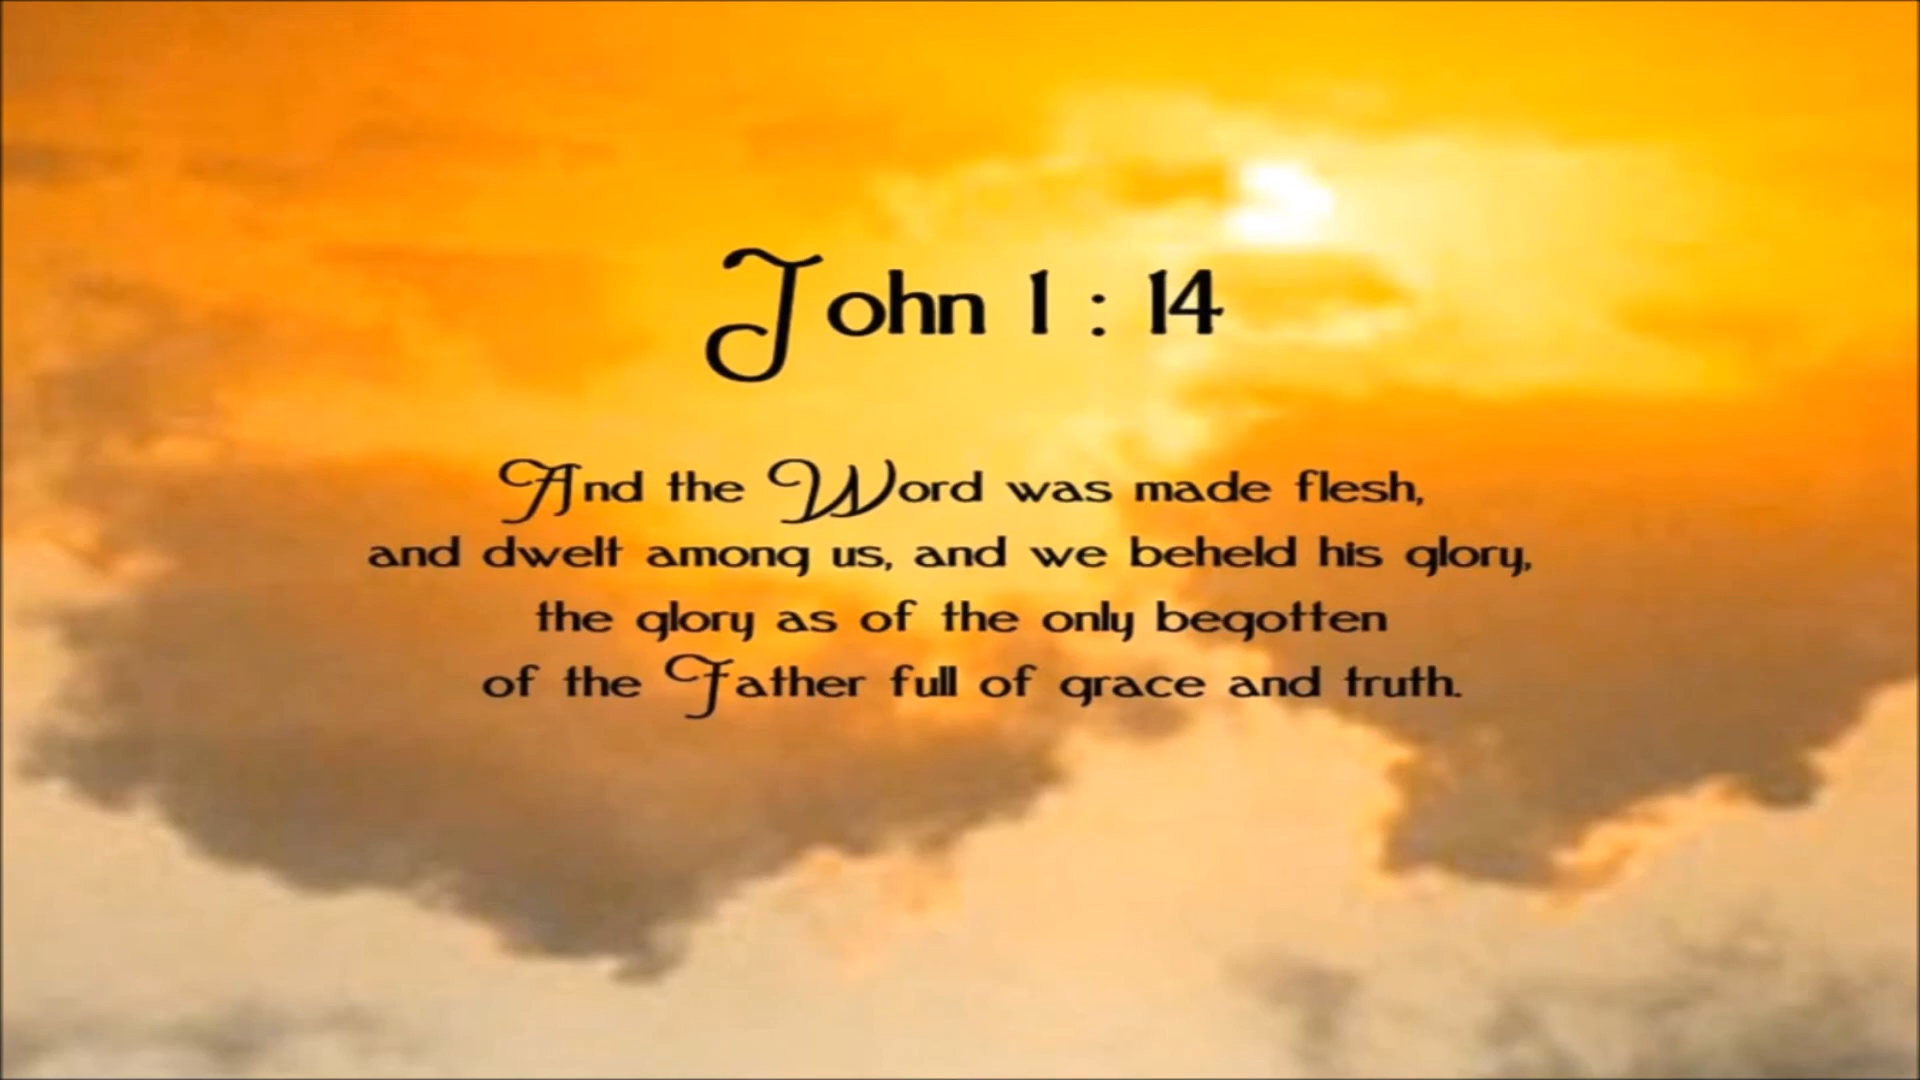 John 1 : 14
And the Word was made flesh,
and dwelt among us, and we beheld his glory,
the glory as of the only begotten
of the Father full of grace and truth.